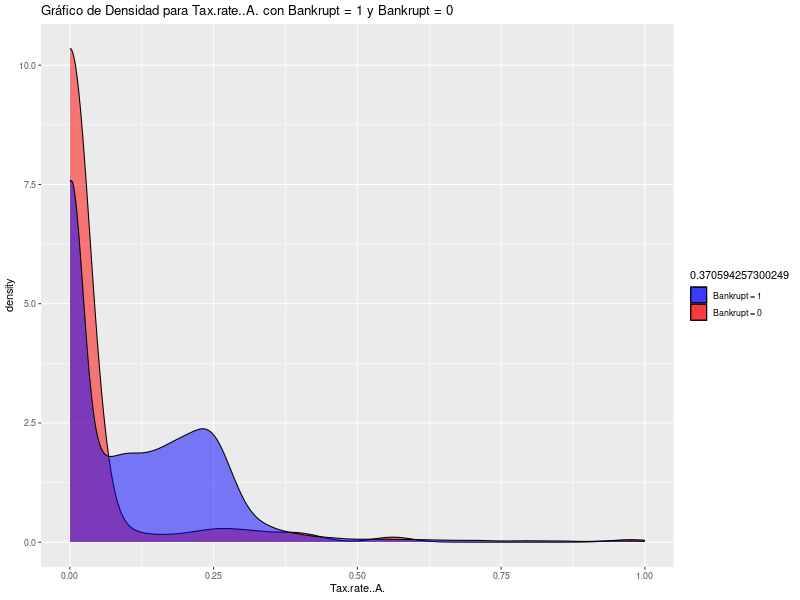 Gráfico de Densidad para Tax.rate..A. con Bankrupt = 1 y Bankrupt = 0
10.0
7.5
5.0
2.5
0.0
density
0.00 0.25 0.50 0.75 1.00
Tax.rate..A.
0.370594257300249
Bankrupt = 1
Bankrupt = 0